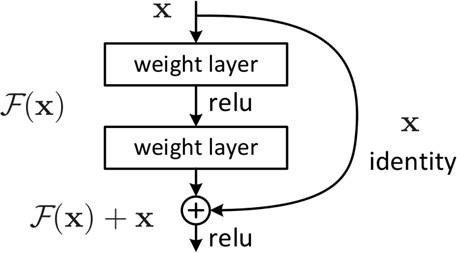 x
weight layer
relu
F(x)
weight layer
x
identity
F(x) + x
+
relu